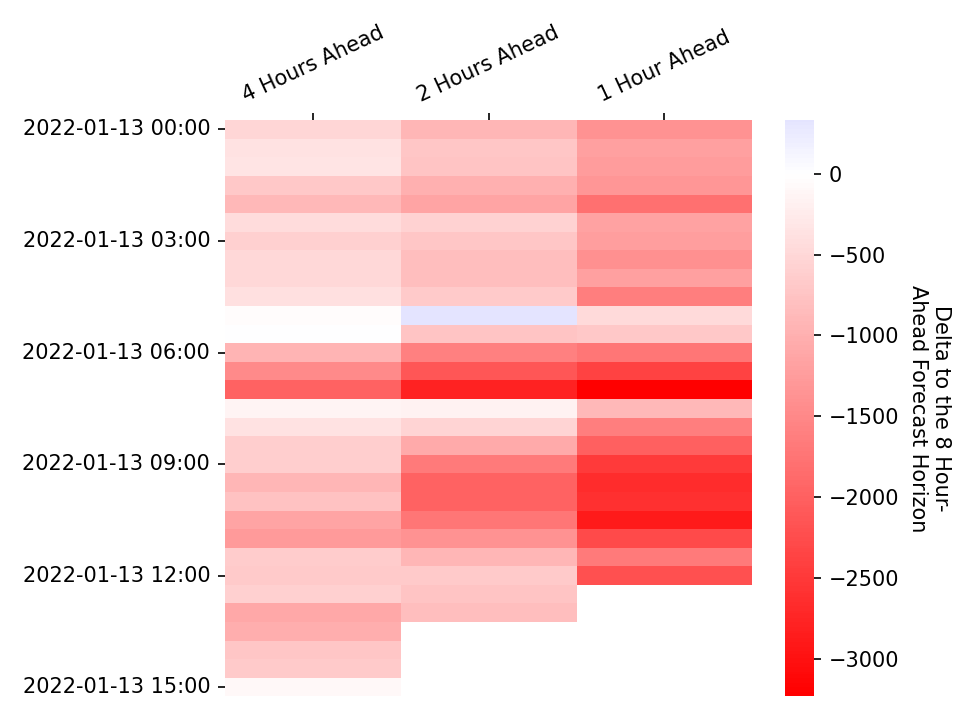 4 Hours Ahead
2 Hours Ahead
1 Hour Ahead
2022-01-13 00:00
2022-01-13 03:00
2022-01-13 06:00
2022-01-13 09:00
2022-01-13 12:00
2022-01-13 15:00
0
−500
−1000
−1500
−2000
−2500
−3000
Delta to the 8 Hour-
Ahead Forecast Horizon